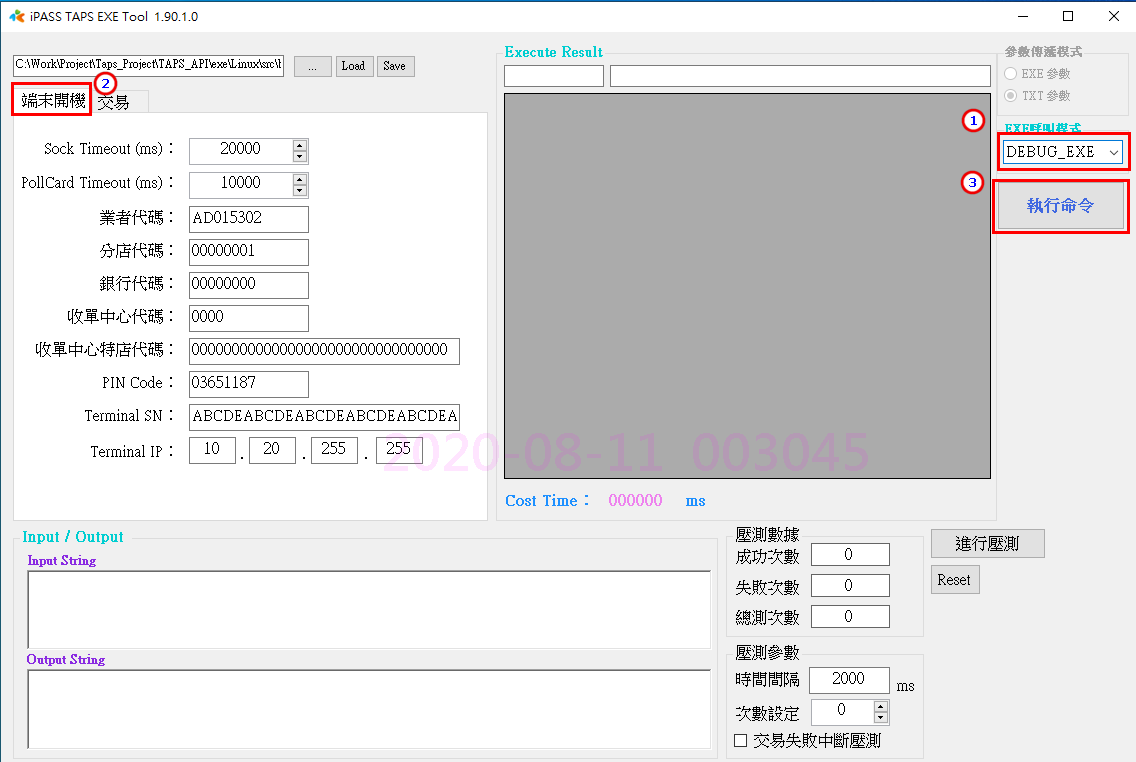 iPASS TAPS EXE Tool 1.90.1.0
C:\Work\Project\Taps_Project\TAPS_API\exe\Linux\src\
...
Load
Save
端末開機
2
交易
Sock Timeout (ms)：
20000
PollCard Timeout (ms)：
10000
業者代碼：
AD015302
分店代碼：
00000001
銀行代碼：
00000000
收單中心代碼：
0000
收單中心特店代碼：
000000000000000000000000000000
PIN Code：
03651187
Terminal SN：
ABCDEABCDEABCDEABCDEABCDEA
Terminal IP：
10 . 20 . 255 . 255
Execute Result
2020-08-11 003045
Cost Time： 000000 ms
參數傳遞模式
EXE 參數
TXT 參數
1
EXE呼叫模式
DEBUG_EXE
3
執行命令
Input / Output
Input String
Output String
壓測數據
成功次數 0
失敗次數 0
總測次數 0
進行壓測
Reset
壓測參數
時間間隔 2000 ms
次數設定 0
交易失敗中斷壓測